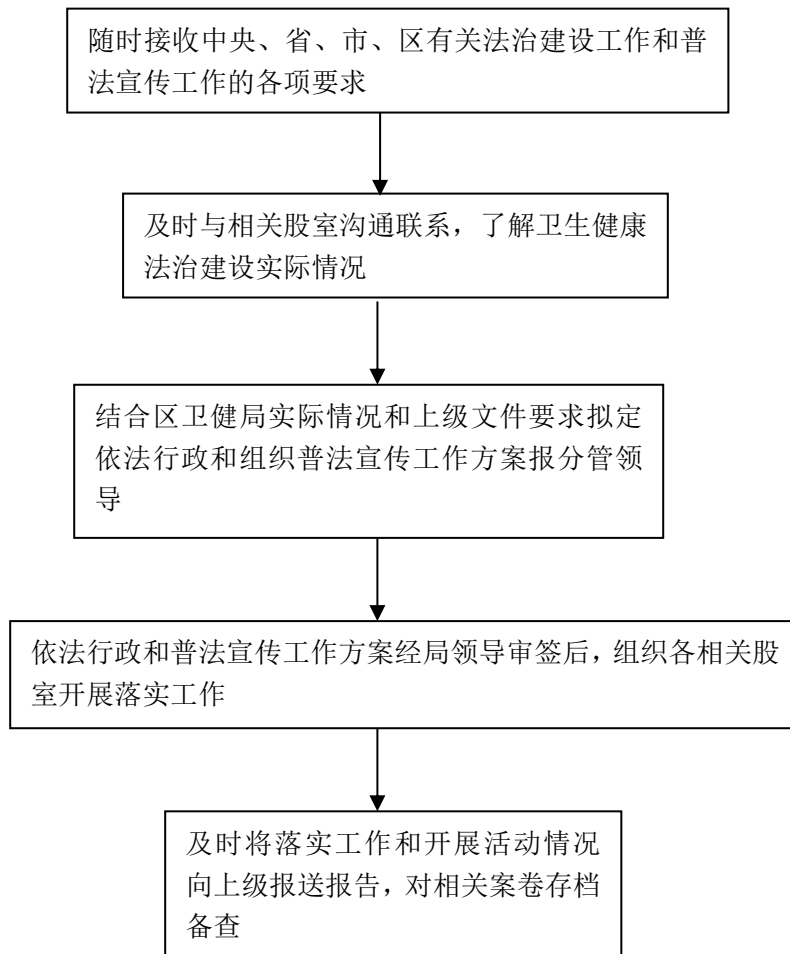 随时接收中央、省、市、区有关法治建设工作和普
法宣传工作的各项要求
及时与相关股室沟通联系，了解卫生健康
法治建设实际情况
结合区卫健局实际情况和上级文件要求拟定
依法行政和组织普法宣传工作方案报分管领
导
依法行政和普法宣传工作方案经局领导审签后，组织各相关股
室开展落实工作
及时将落实工作和开展活动情况
向上级报送报告，对相关案卷存档
备查